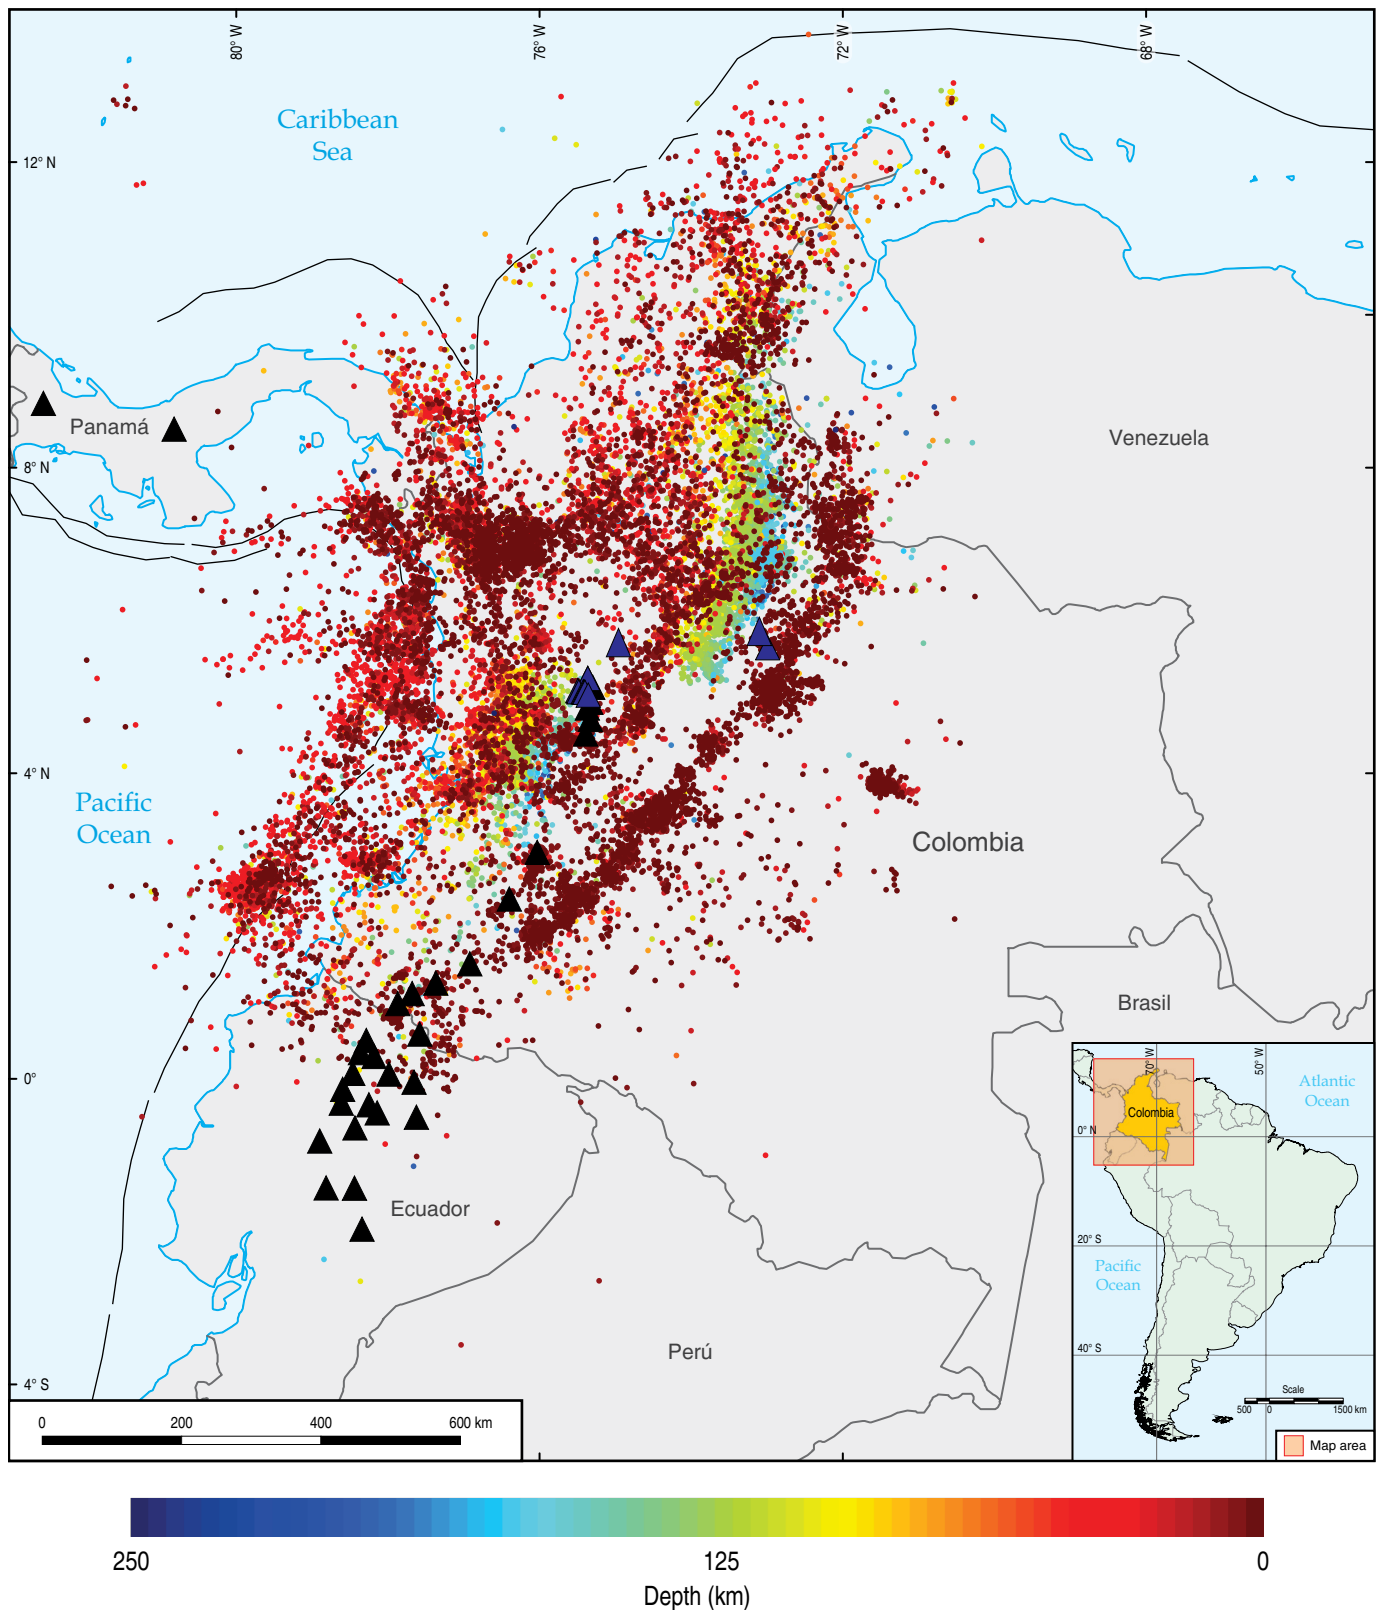 80° W
76° W
72° W
68° W
Caribbean
Sea
12° N
Panamá
Venezuela
8° N
4° N
Pacific
Ocean
Colombia
Brasil
0°
Ecuador
Perú
4° S
0
200
400
600 km
70° W
50° W
Atlantic
Ocean
Colombia
0° N
20° S
Pacific
Ocean
40° S
Scale
500
0
1500 km
Map area
250
125
0
Depth (km)